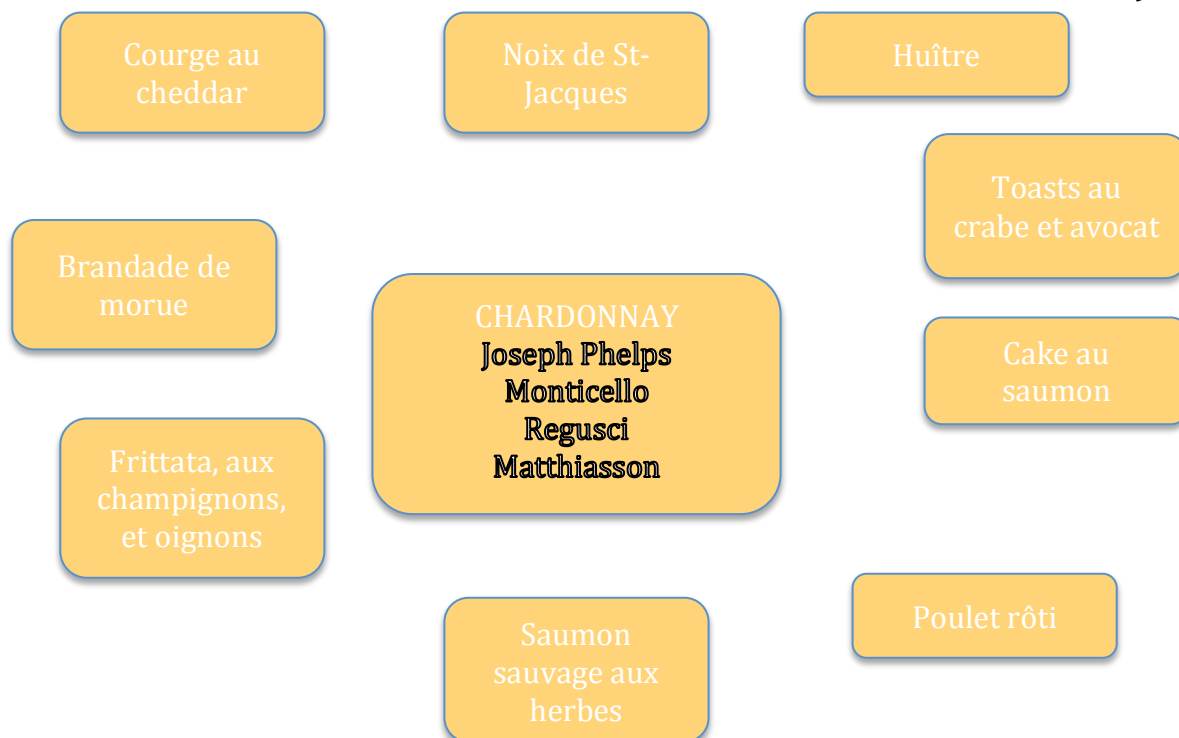 Courge au
cheddar
Noix de St-
Jacques
Huître
Toasts au
crabe et avocat
Brandade de
morue
CHARDONNAY
Joseph Phelps
Monticello
Regusci
Matthiasson
Cake au
saumon
Frittata, aux
champignons,
et oignons
Saumon
sauvage aux
herbes
Poulet rôti